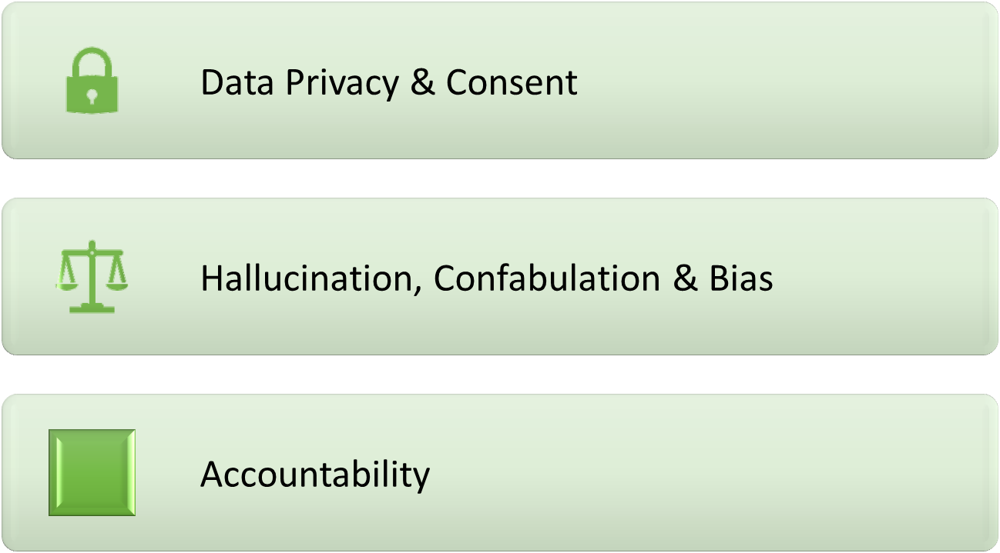 Data Privacy & Consent
Hallucination, Confabulation & Bias
Accountability